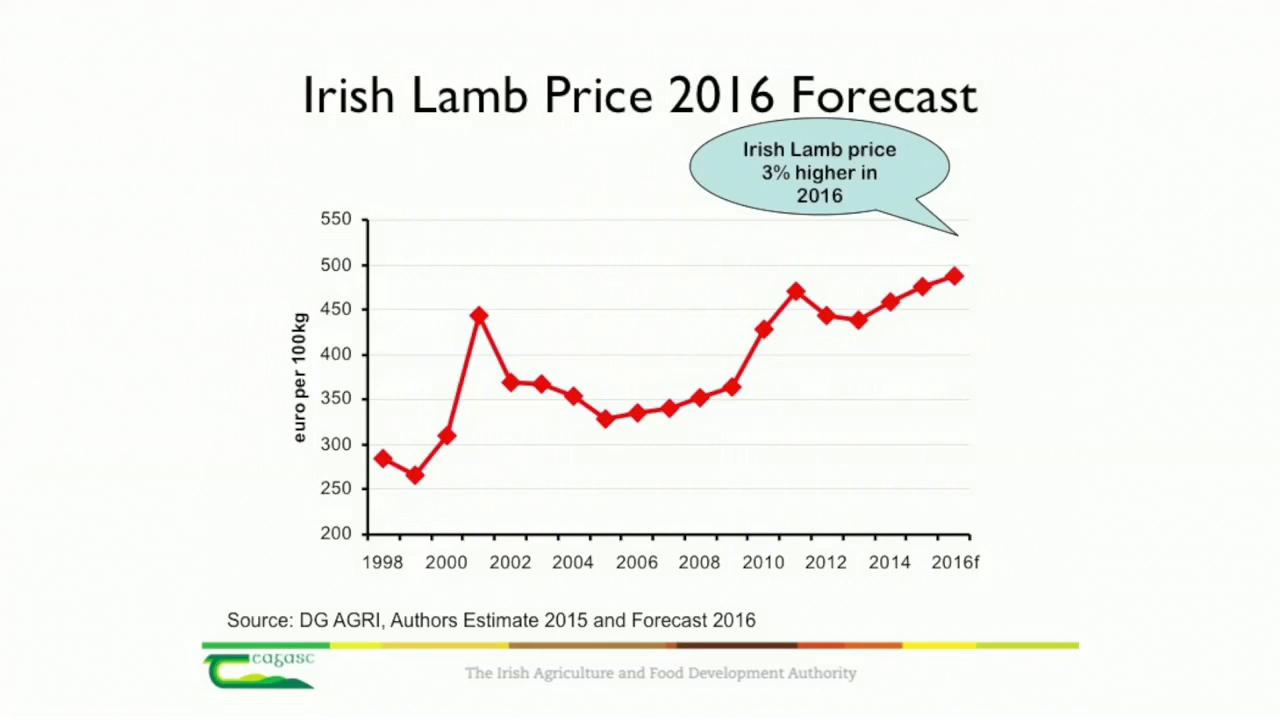 Irish Lamb Price 2016 Forecast
Irish Lamb price
3% higher in
2016
550
500
450
400
350
300
250
200
euro per 100kg
1998 2000 2002 2004 2006 2008 2010 2012 2014 2016f
Source: DG AGRI, Authors Estimate 2015 and Forecast 2016
eagasc
The Irish Agriculture and Food Development Authority